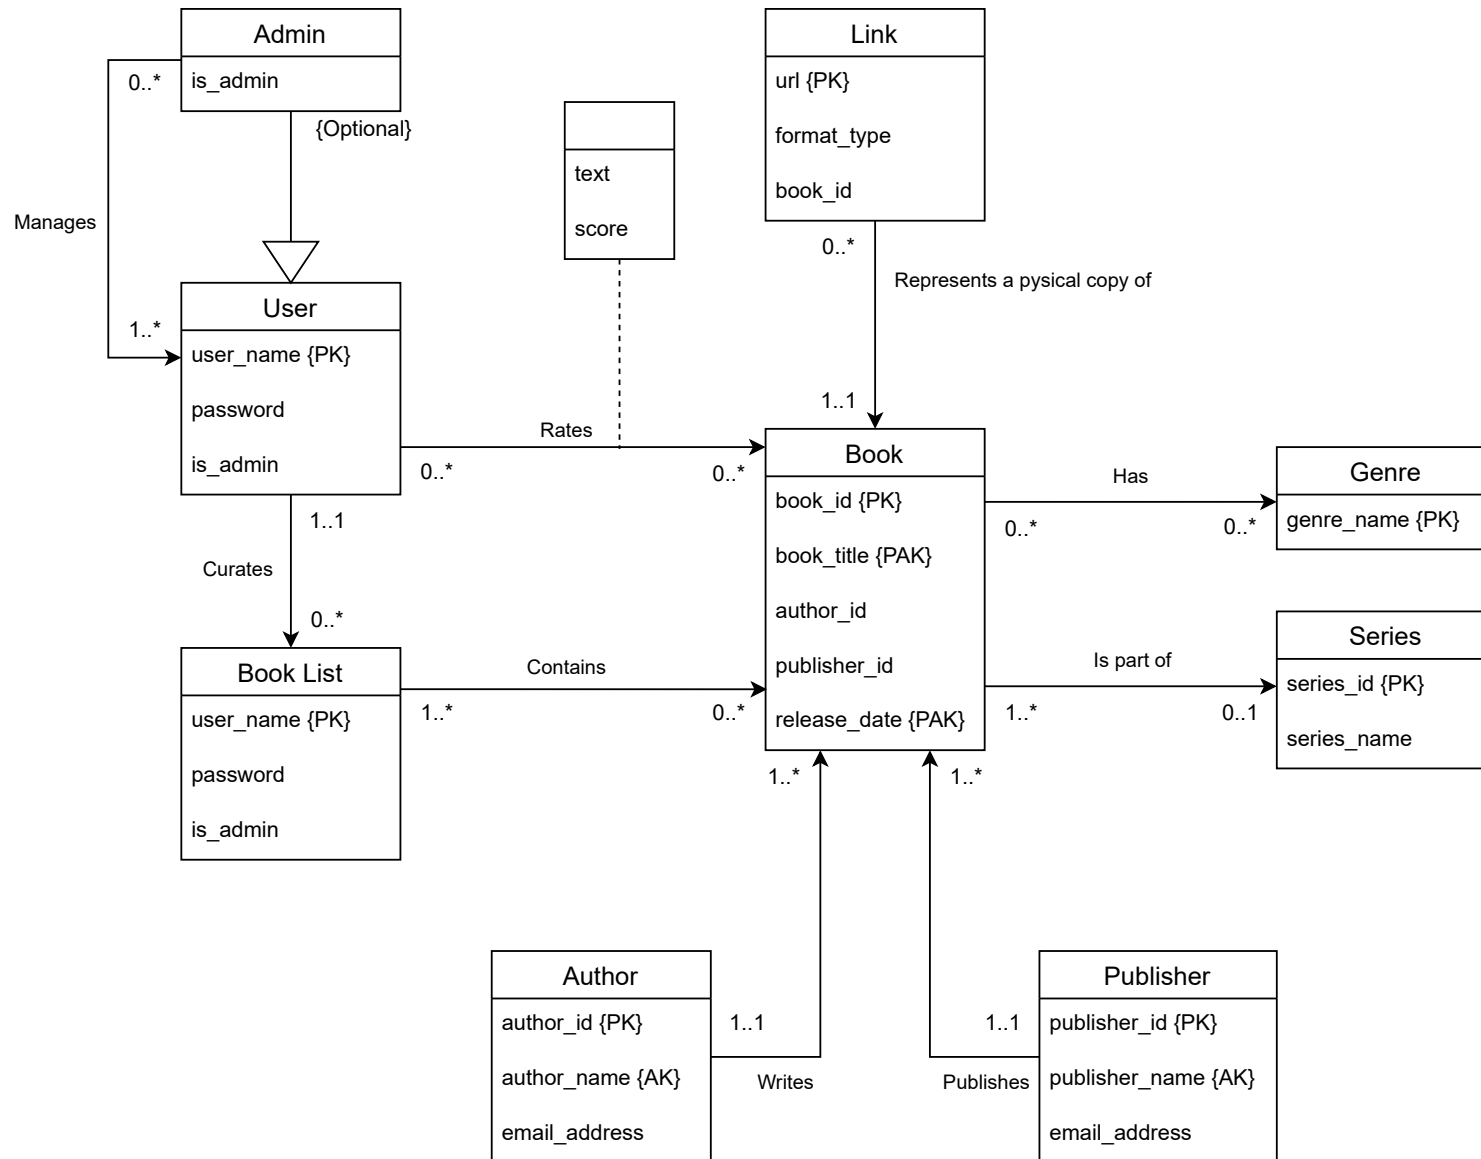 Admin
is_admin
0..*
{Optional}
Manages
1..*
User
user_name {PK}
password
is_admin
1..1
Curates
0..*
Book List
user_name {PK}
password
is_admin
text
score
Rates
0..*
0..*
Contains
1..*
0..*
Link
url {PK}
format_type
book_id
0..*
Represents a pysical copy of
1..1
Book
book_id {PK}
book_title {PAK}
author_id
publisher_id
release_date {PAK}
1..*
1..*
Has
0..*
0..*
Genre
genre_name {PK}
Is part of
1..*
0..1
Series
series_id {PK}
series_name
Author
author_id {PK}
author_name {AK}
email_address
1..1
Writes
1..1
Publishes
Publisher
publisher_id {PK}
publisher_name {AK}
email_address